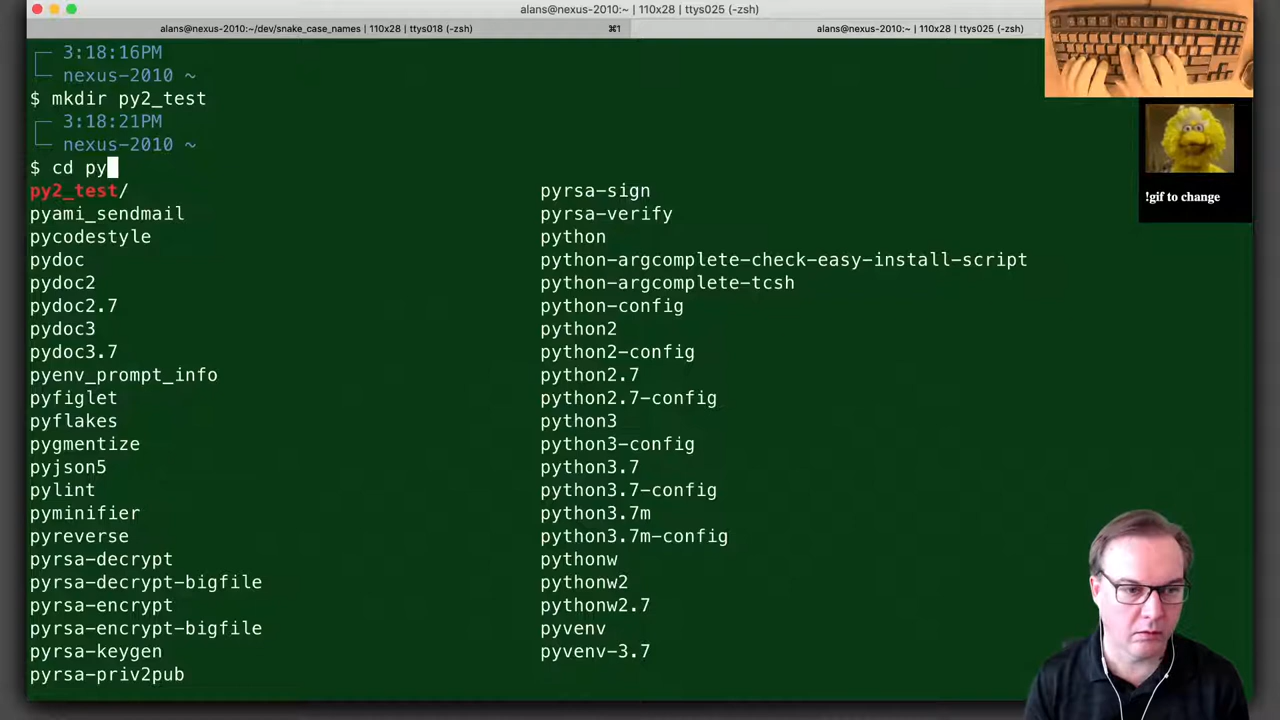 alans@nexus-2010:~ | 110x28 | ttys025 (-zsh)
alans@nexus-2010:~/dev/snake_case_names | 110x28 | ttys018 (-zsh)
⌘1
alans@nexus-2010:~ | 110x28 | ttys025 (-zsh)
3:18:16PM
nexus-2010 ~
$ mkdir py2_test
3:18:21PM
nexus-2010 ~
$ cd py
py2_test/
pyami_sendmail
pycodestyle
pydoc
pydoc2
pydoc2.7
pydoc3
pydoc3.7
pyenv_prompt_info
pyfiglet
pyflakes
pygmentize
pyjson5
pylint
pyminifier
pyreverse
pyrsa-decrypt
pyrsa-decrypt-bigfile
pyrsa-encrypt
pyrsa-encrypt-bigfile
pyrsa-keygen
pyrsa-priv2pub
pyrsa-sign
pyrsa-verify
python
python-argcomplete-check-easy-install-script
python-argcomplete-tcsh
python-config
python2
python2-config
python2.7
python2.7-config
python3
python3-config
python3.7
python3.7-config
python3.7m
python3.7m-config
pythonw
pythonw2
pythonw2.7
pyvenv
pyvenv-3.7
!gif to change